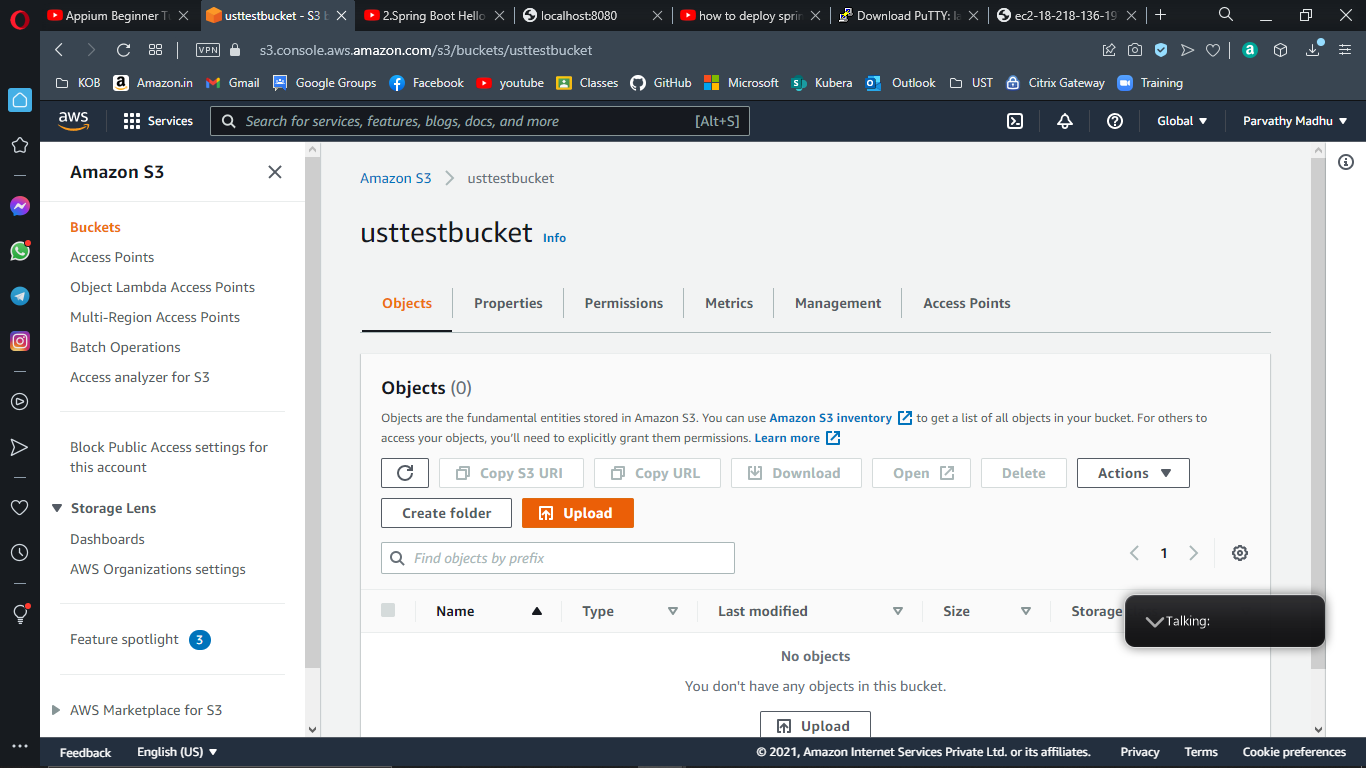 Appium Beginner Tu
usttestbucket - S3 b
2.Spring Boot Hello
localhost:8080
how to deploy sprin
Download PuTTY: la
ec2-18-218-136-19
VPN
s3.console.aws.amazon.com/s3/buckets/usttestbucket
KOB
Amazon.in
Gmail
Google Groups
Facebook
youtube
Classes
GitHub
Microsoft
Kubera
Outlook
UST
Citrix Gateway
Training
aws
Services
Search for services, features, blogs, docs, and more
[Alt+S]
Global
Parvathy Madhu
Amazon S3
Buckets
Access Points
Object Lambda Access Points
Multi-Region Access Points
Batch Operations
Access analyzer for S3
Block Public Access settings for
this account
Storage Lens
Dashboards
AWS Organizations settings
Feature spotlight 3
AWS Marketplace for S3
Amazon S3
usttestbucket
usttestbucket Info
Objects
Properties
Permissions
Metrics
Management
Access Points
Objects (0)
Objects are the fundamental entities stored in Amazon S3. You can use Amazon S3 inventory to get a list of all objects in your bucket. For others to
access your objects, you'll need to explicitly grant them permissions. Learn more
Copy S3 URI
Copy URL
Download
Open
Delete
Actions
Create folder
Upload
Find objects by prefix
1
Name
Type
Last modified
Size
Storage
Talking:
No objects
You don't have any objects in this bucket.
Upload
Feedback
English (US)
© 2021, Amazon Internet Services Private Ltd. or its affiliates.
Privacy
Terms
Cookie preferences